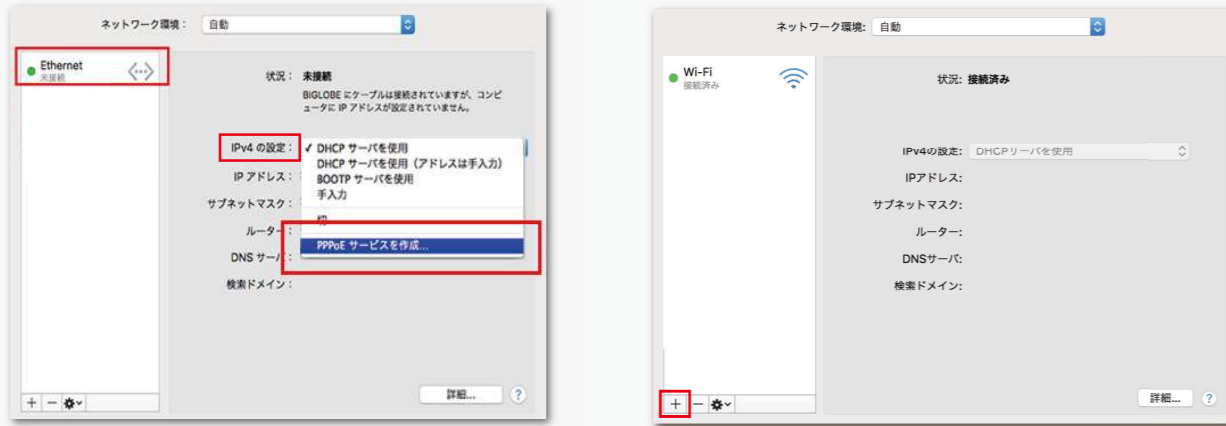 ネットワーク環境： 自動
Ethernet
未接続
状況： 未接続
BIGLOBE にケーブルは接続されていますが、コンピ
ュータに IP アドレスが設定されていません。
IPv4 の設定： ✓ DHCP サーバを使用
DHCP サーバを使用（アドレスは手入力）
IP アドレス： BOOTP サーバを使用
手入力
サブネットマスク：
切
ルーター：
PPPoE サービスを作成...
DNS サーバ：
検索ドメイン：
+ −
詳細... ?
ネットワーク環境: 自動
Wi-Fi
接続済み
状況: 接続済み
IPv4の設定: DHCPリーバを使用
IPアドレス:
サブネットマスク:
ルーター:
DNSサーバ:
検索ドメイン:
+ −
詳細... ?